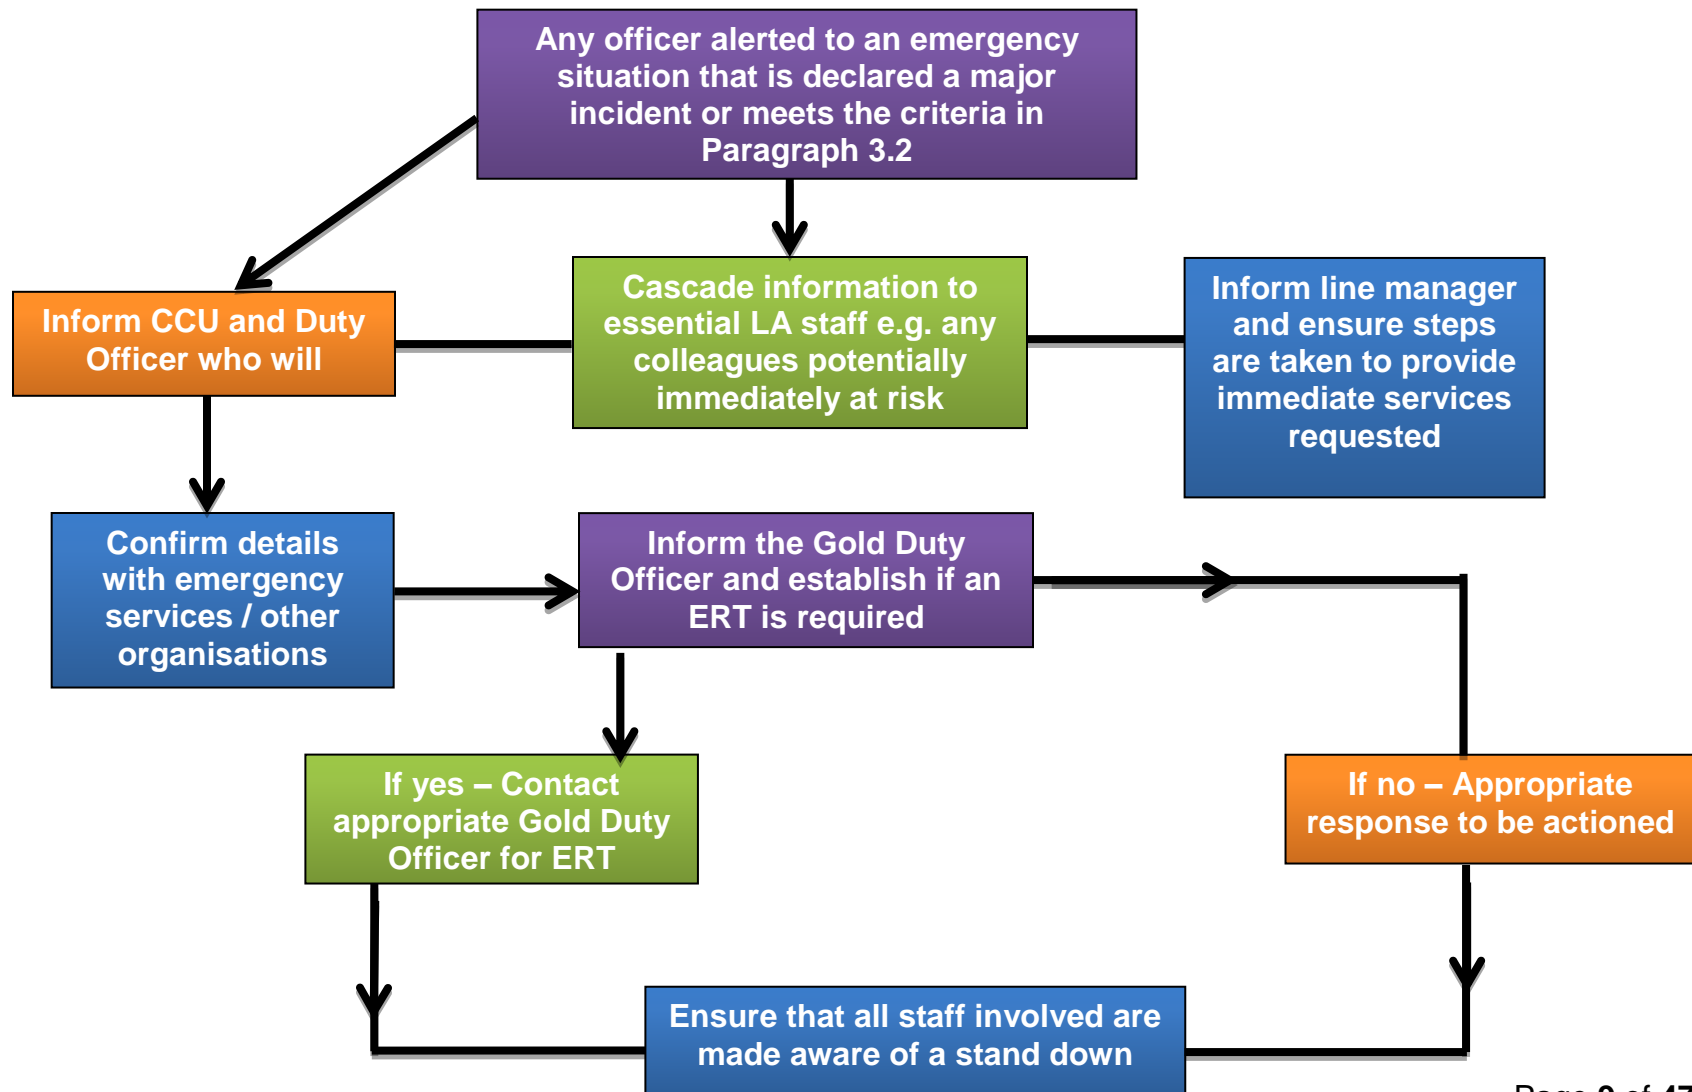 Any officer alerted to an emergency
situation that is declared a major
incident or meets the criteria in
Paragraph 3.2
Inform CCU and Duty
Officer who will
Cascade information to
essential LA staff e.g. any
colleagues potentially
immediately at risk
Inform line manager
and ensure steps
are taken to provide
immediate services
requested
Confirm details
with emergency
services / other
organisations
Inform the Gold Duty
Officer and establish if an
ERT is required
If yes – Contact
appropriate Gold Duty
Officer for ERT
If no – Appropriate
response to be actioned
Ensure that all staff involved are
made aware of a stand down
Page 9 of 47